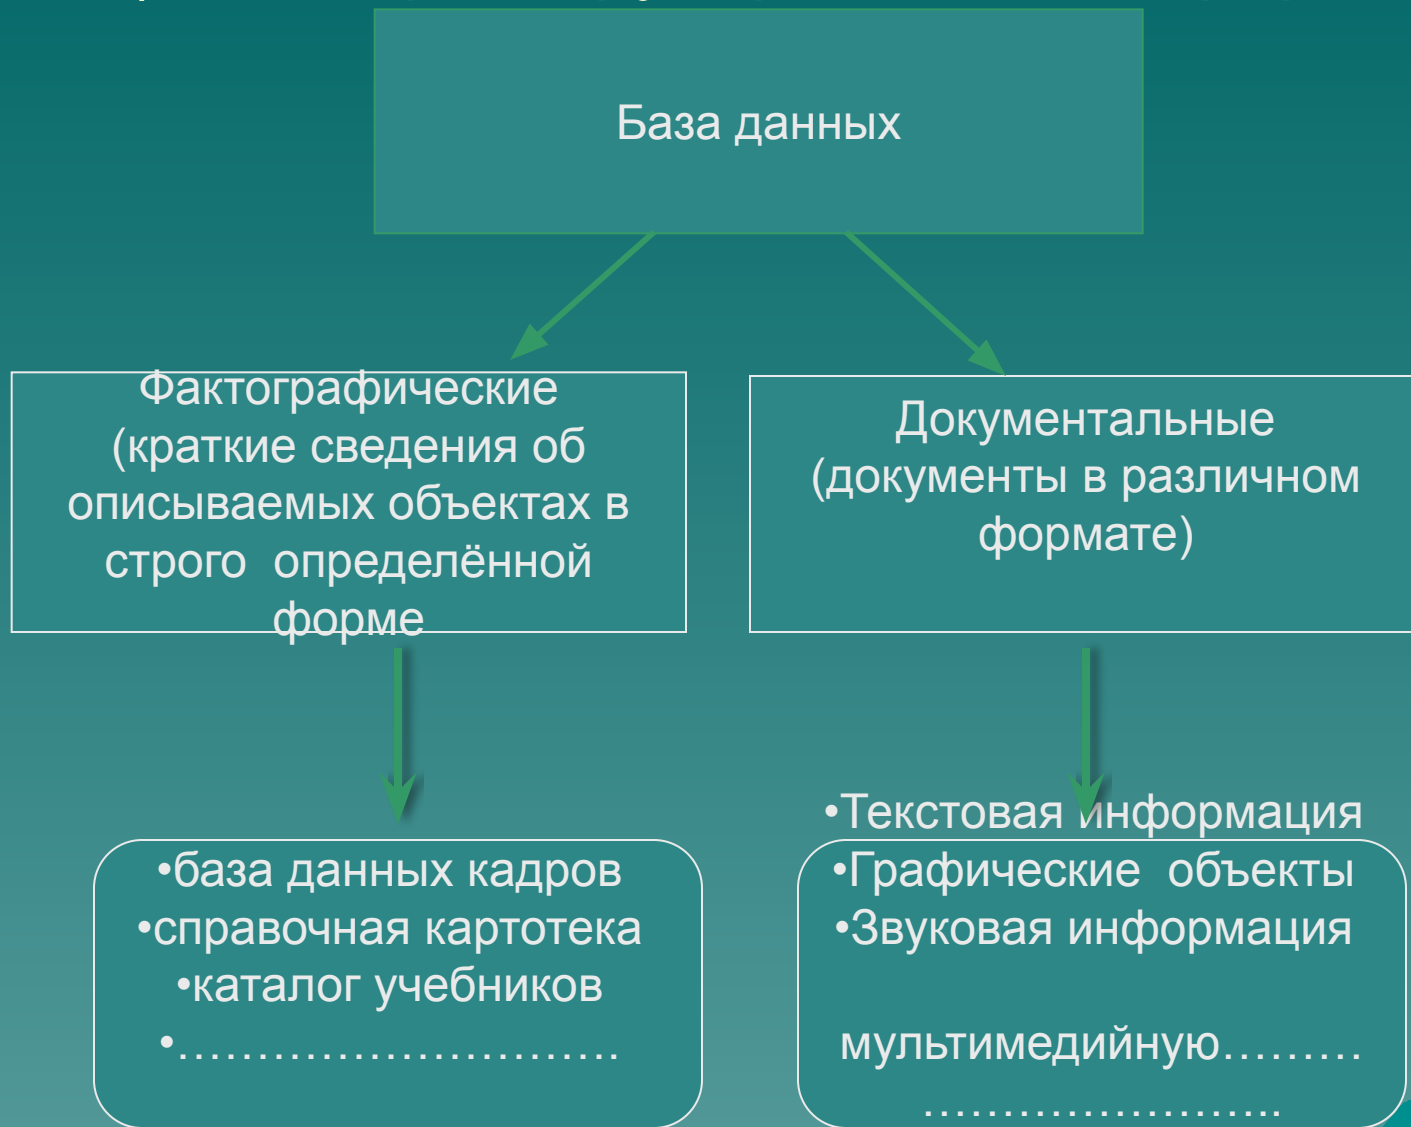 База данных
Фактографические
(краткие сведения об
описываемых объектах в
строго определённой
форме
Документальные
(документы в различном
формате)
•база данных кадров
•справочная картотека
•каталог учебников
•……………………….
•Текстовая информация
•Графические объекты
•Звуковая информация
мультимедийную………
…………………..